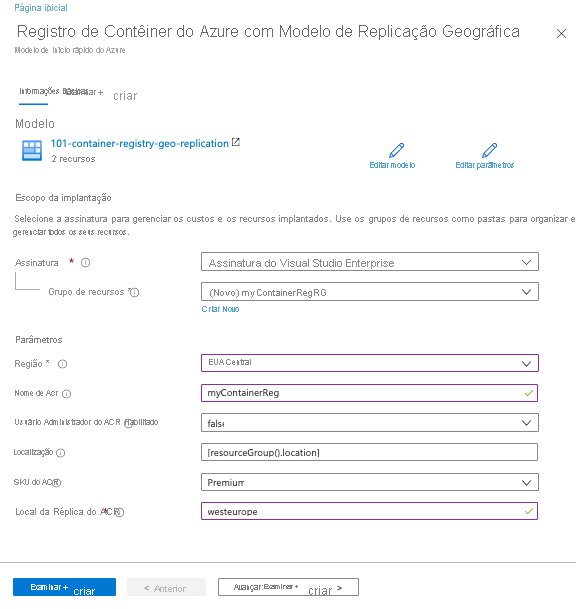 Página inicial
Registro de Contêiner do Azure com Modelo de Replicação Geográfica
Modelo de Início rápido do Azure
Informações Básicas Examinar + criar
Modelo
101-container-registry-geo-replication
2 recursos
Editar modelo
Editar parâmetros
Escopo da implantação
Selecione a assinatura para gerenciar os custos e os recursos implantados. Use os grupos de recursos como pastas para organizar e
gerenciar todos os seus recursos.
Assinatura *
Assinatura do Visual Studio Enterprise
Grupo de recursos *
(Novo) myContainerRegRG
Criar Novo
Parâmetros
Região *
EUA Central
Nome de Acr
myContainerReg
Usuário Administrador do ACR Habilitado
false
Localização
[resourceGroup().location]
SKU do ACR
Premium
Local da Réplica do ACR *
westeurope
Examinar + criar
< Anterior
Avançar: Examinar + criar >